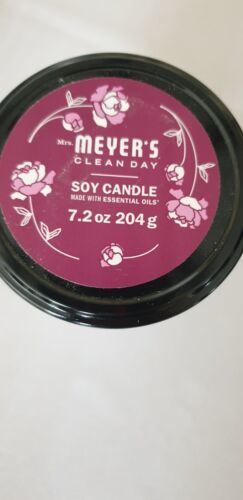 Mrs. MEYER'S
CLEAN DAY
SOY CANDLE
MADE WITH ESSENTIAL OILS*
7.2 oz 204 g